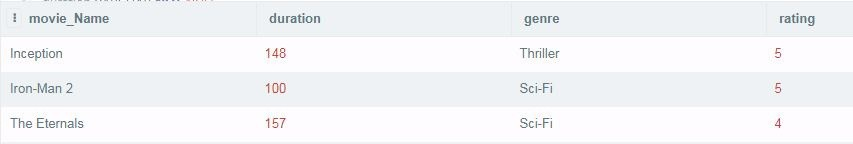 movie_Name duration genre rating
Inception 148 Thriller 5
Iron-Man 2 100 Sci-Fi 5
The Eternals 157 Sci-Fi 4